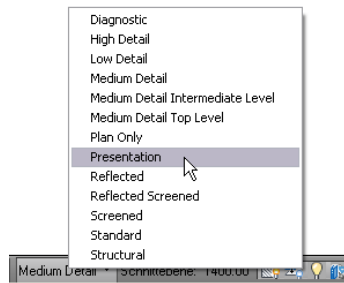 Diagnostic
High Detail
Low Detail
Medium Detail
Medium Detail Intermediate Level
Medium Detail Top Level
Plan Only
Presentation
Reflected
Reflected Screened
Screened
Standard
Structural
Medium Detail Schnittebene: 1400.00